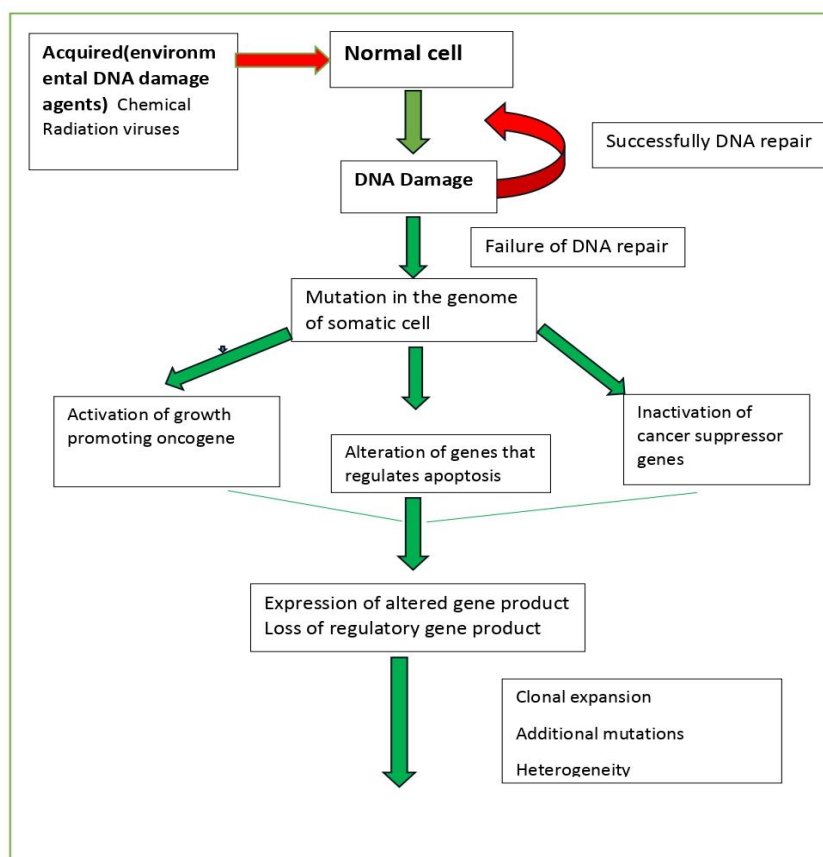 Acquired(environm
ental DNA damage
agents) Chemical
Radiation viruses
Normal cell
Successfully DNA repair
DNA Damage
Failure of DNA repair
Mutation in the genome
of somatic cell
Activation of growth
promoting oncogene
Alteration of genes that
regulates apoptosis
Inactivation of
cancer suppressor
genes
Expression of altered gene product
Loss of regulatory gene product
Clonal expansion
Additional mutations
Heterogeneity